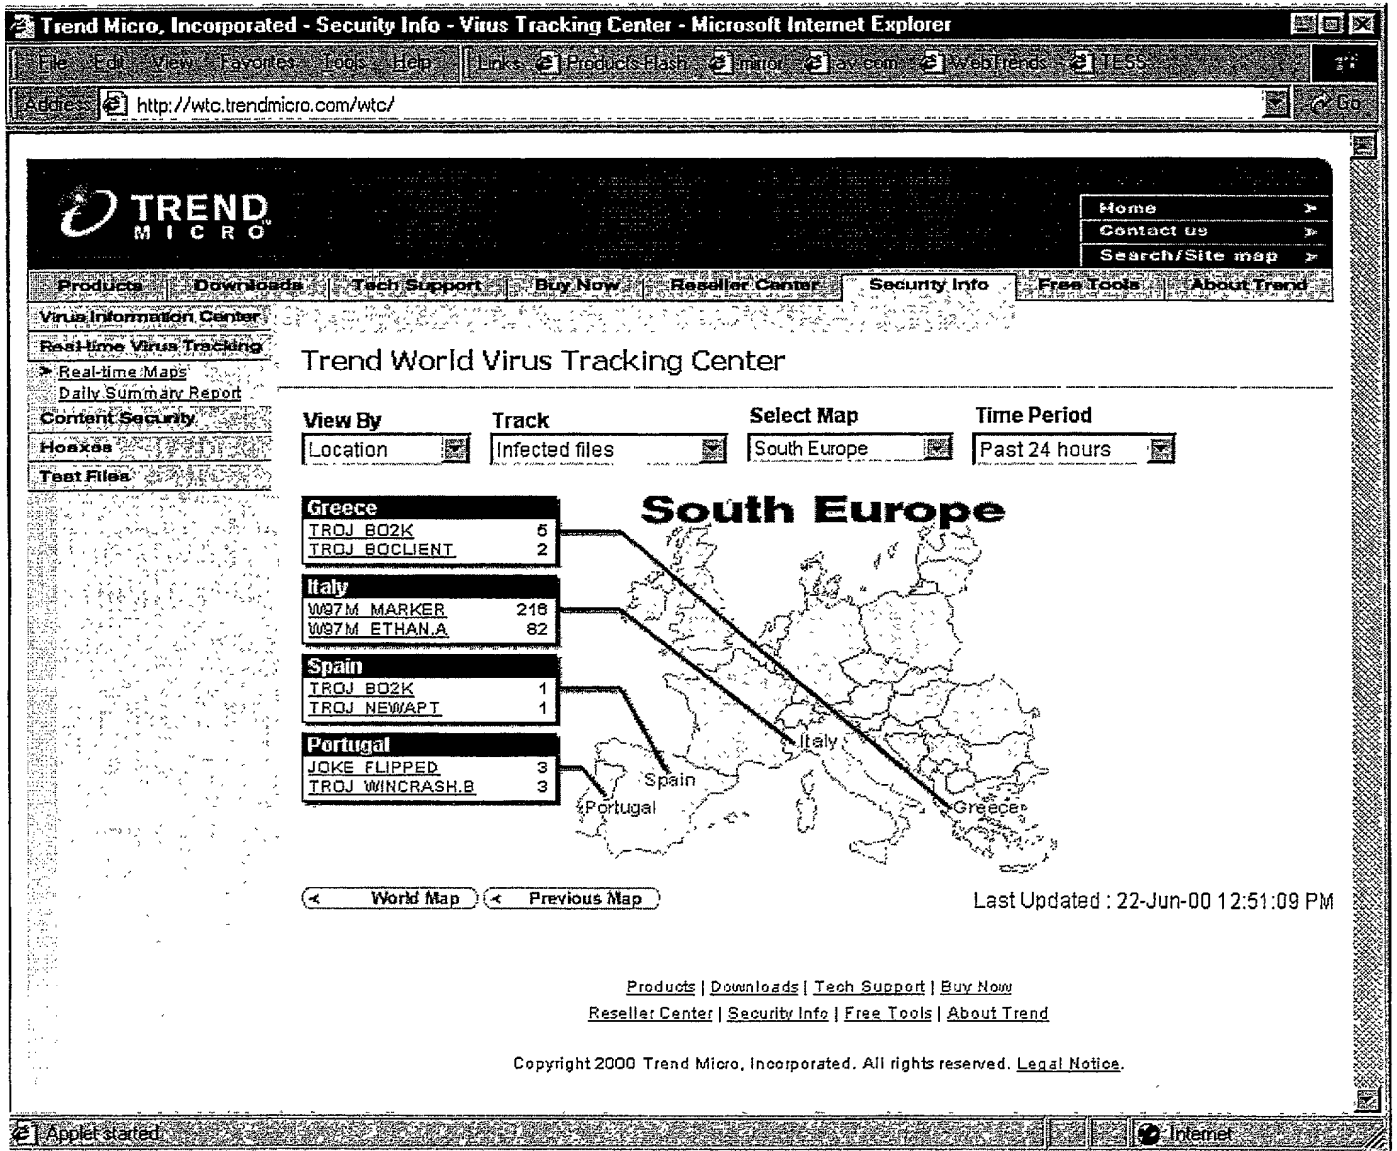 Trend Micro, Incorporated - Security Info - Virus Tracking Center - Microsoft Internet Explorer
File Edit View Favorites Tools Help Links Products Flash mirror av.com WebTrends TESS
Address http://wtc.trendmicro.com/wtc/ Go
TREND MICRO
Home
Contact us
Search/Site map
Products Downloads Tech Support Buy Now Reseller Center Security Info Free Tools About Trend
Virus Information Center
Real-time Virus Tracking
Real-time Maps
Daily Summary Report
Content Security
Hoaxes
Test Files
Trend World Virus Tracking Center
View By Track Select Map Time Period
Location Infected files South Europe Past 24 hours
South Europe
Greece
TROJ_BO2K 5
TROJ_BOCLIENT 2
Italy
W97M_MARKER 216
W97M_ETHAN.A 82
Spain
TROJ_BO2K 1
TROJ_NEWAPT 1
Portugal
JOKE_FLIPPED 3
TROJ_WINCRASH.B 3
Italy
Spain
Portugal
Greece
World Map Previous Map
Last Updated : 22-Jun-00 12:51:09 PM
Products | Downloads | Tech Support | Buy Now
Reseller Center | Security Info | Free Tools | About Trend
Copyright 2000 Trend Micro, Incorporated. All rights reserved. Legal Notice.
Applet started. Internet